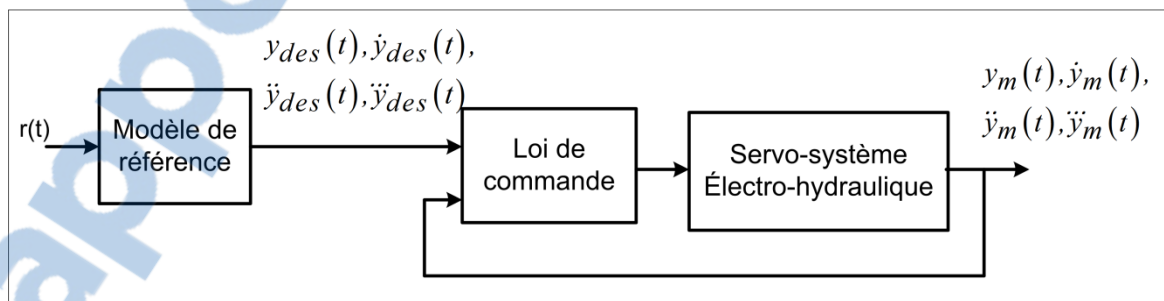 y_des(t), ẏ_des(t),
ÿ_des(t), y⃛_des(t)
y_m(t), ẏ_m(t),
ÿ_m(t), y⃛_m(t)
r(t)
Modèle de
référence
Loi de
commande
Servo-système
Électro-hydraulique